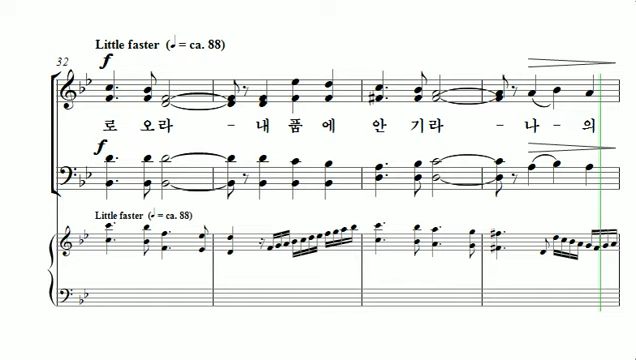 Little faster (♩= ca. 88)
32
f
로 오라 - 내 품 에 안 기 라 - 나 - 의
f
Little faster (♩= ca. 88)